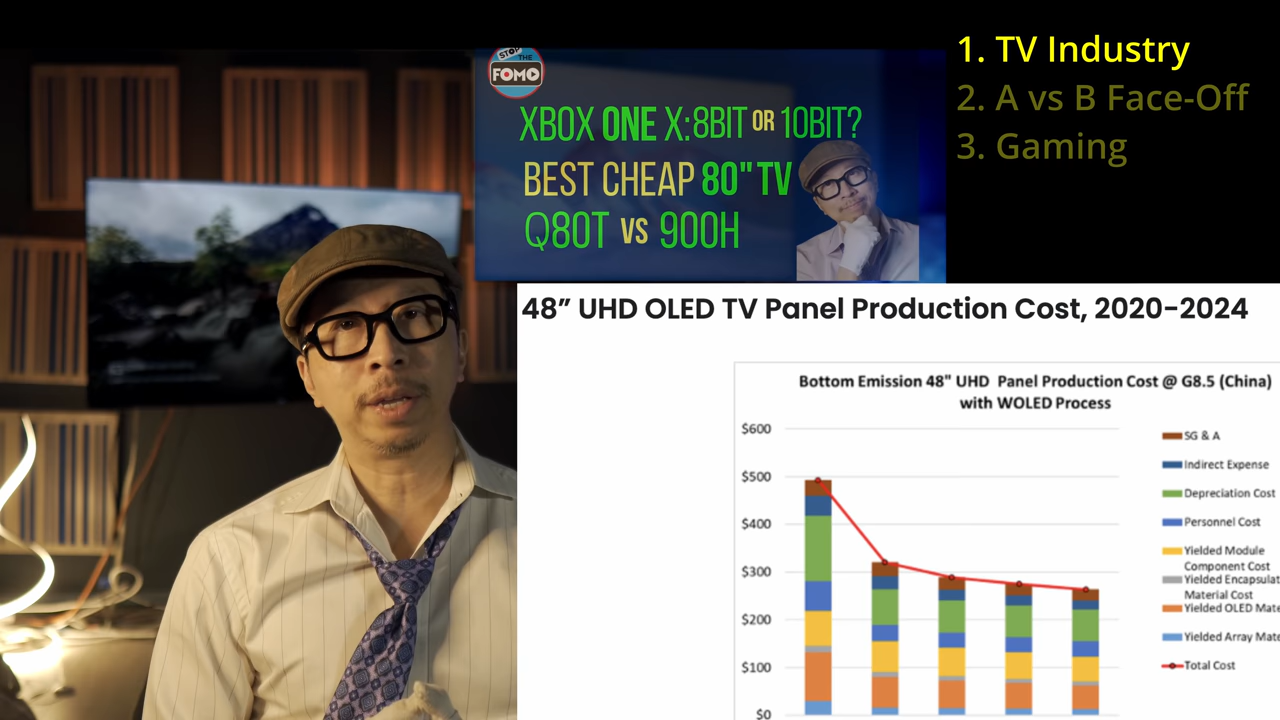 STOP
THE
FOMO
XBOX ONE X: 8BIT OR 10BIT?
BEST CHEAP 80" TV
Q80T VS 900H
1. TV Industry
2. A vs B Face-Off
3. Gaming
48” UHD OLED TV Panel Production Cost, 2020-2024
Bottom Emission 48" UHD Panel Production Cost @ G8.5 (China)
with WOLED Process
$600
$500
$400
$300
$200
$100
$0
SG & A
Indirect Expense
Depreciation Cost
Personnel Cost
Yielded Module
Component Cost
Yielded Encapsulat
Material Cost
Yielded OLED Mate
Yielded Array Mate
Total Cost